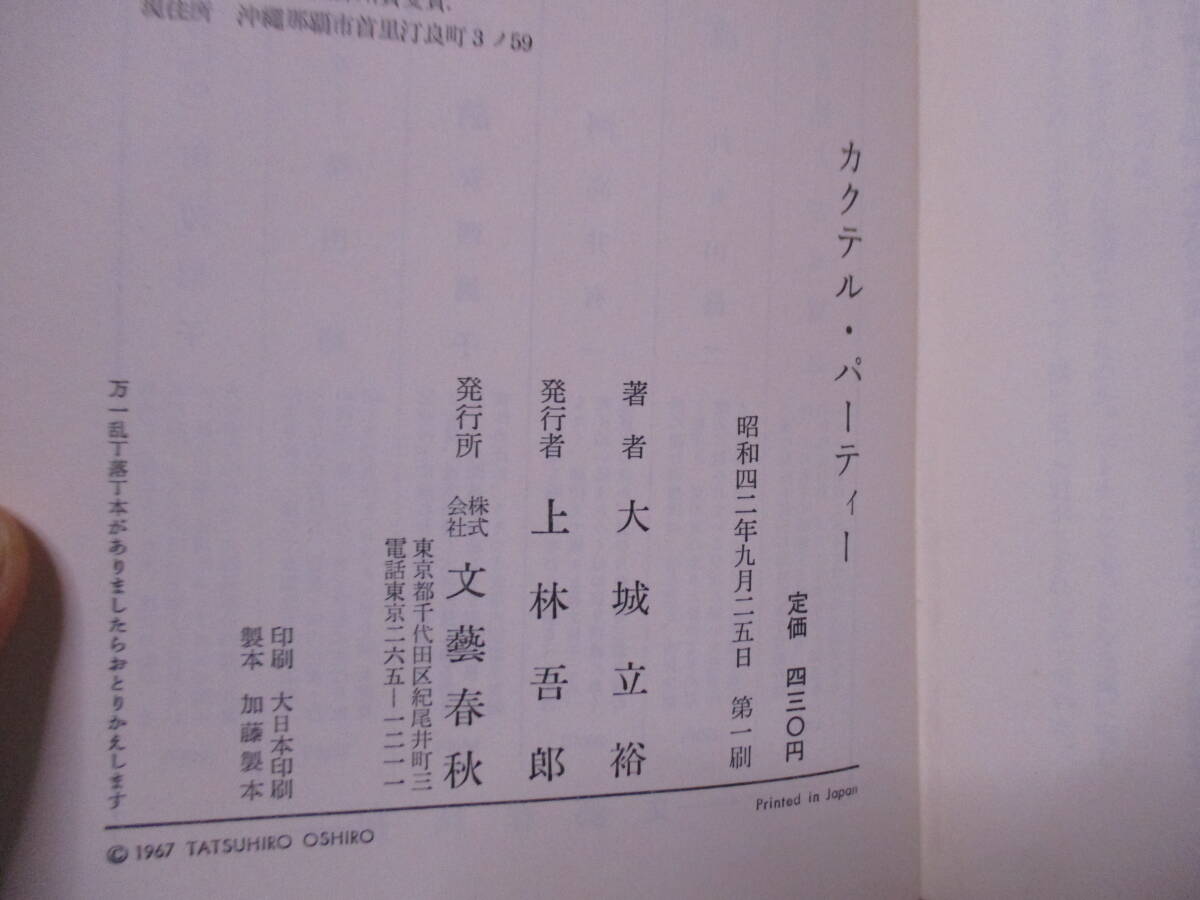 現住所 沖縄那覇市首里汀良町3ノ59
カクテル・パーティー
定価 四三〇円
昭和四二年九月二五日 第一刷
著者 大城立裕
発行者 上林吾郎
発行所 株式会社 文藝春秋
東京都千代田区紀尾井町三
電話東京二六五―一二一一
印刷 大日本印刷
製本 加藤製本
万一乱丁落丁本がありましたらおとりかえします
Printed in Japan
© 1967 TATSUHIRO OSHIRO